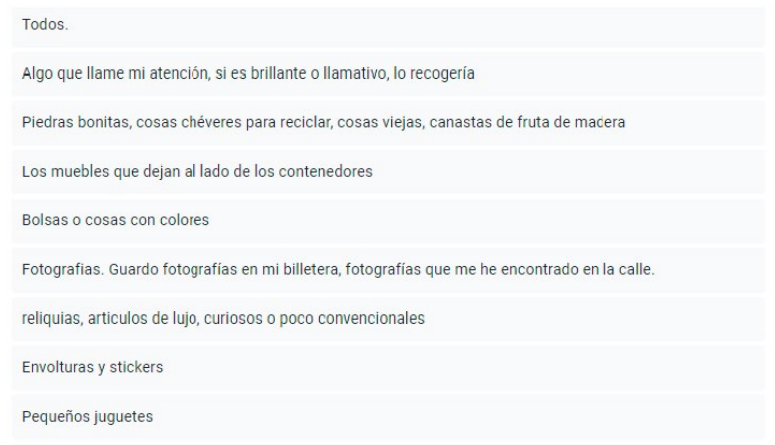 Todos.
Algo que llame mi atención, si es brillante o llamativo, lo recogería
Piedras bonitas, cosas chéveres para reciclar, cosas viejas, canastas de fruta de macera
Los muebles que dejan al lado de los contenedores
Bolsas o cosas con colores
Fotografias. Guardo fotografías en mi billetera, fotografías que me he encontrado en la calle.
reliquias, articulos de lujo, curiosos o poco convencionales
Envolturas y stickers
Pequeños juguetes